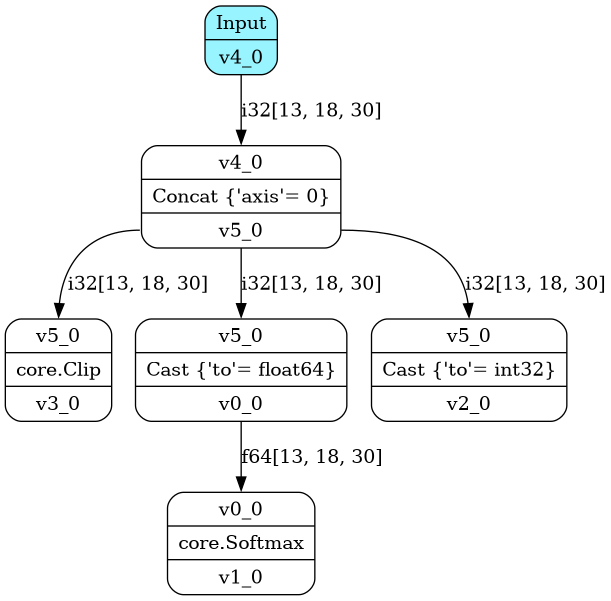 Input
v4_0
i32[13, 18, 30]
v4_0
Concat {'axis'= 0}
v5_0
i32[13, 18, 30]
i32[13, 18, 30]
i32[13, 18, 30]
v5_0
core.Clip
v3_0
v5_0
Cast {'to'= float64}
v0_0
v5_0
Cast {'to'= int32}
v2_0
f64[13, 18, 30]
v0_0
core.Softmax
v1_0